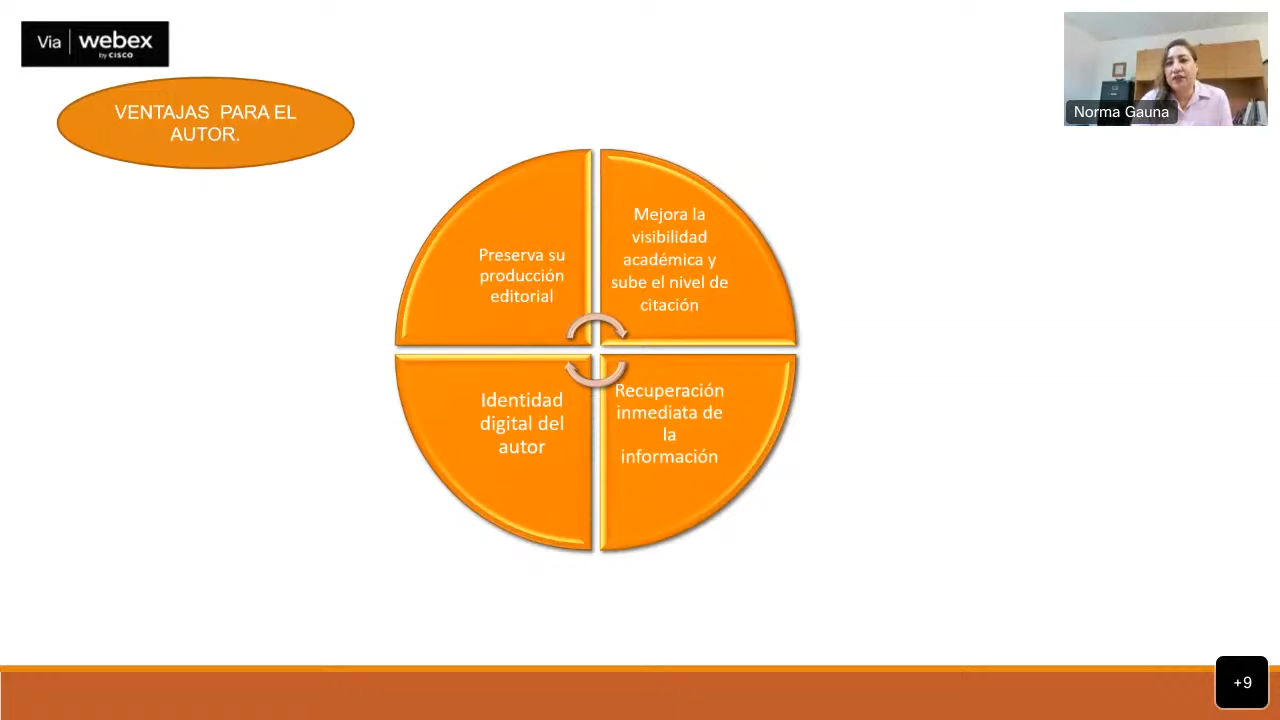 Via webex
by CISCO
VENTAJAS PARA EL
AUTOR.
Norma Gauna
Preserva su
producción
editorial
Mejora la
visibilidad
académica y
sube el nivel de
citación
Identidad
digital del
autor
Recuperación
inmediata de
la
información
+9